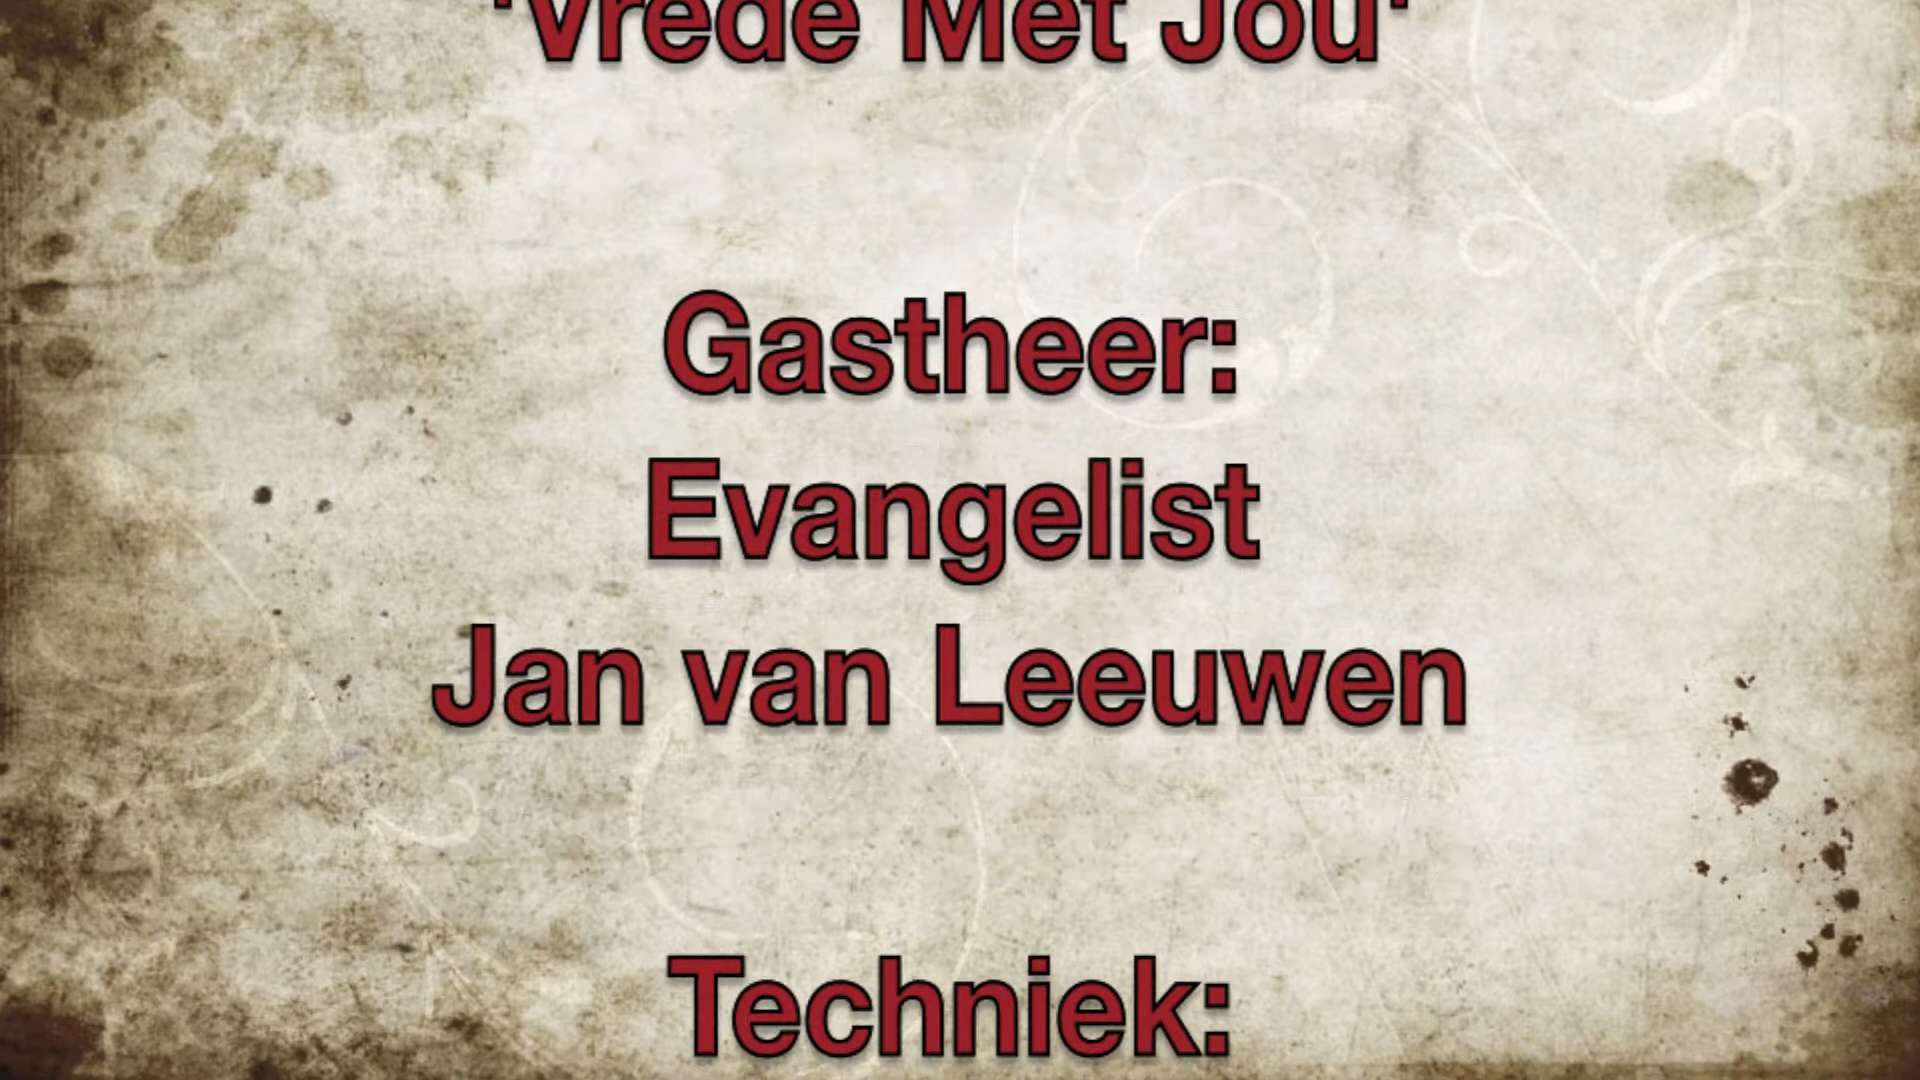 'Vrede Met Jou'
Gastheer:
Evangelist
Jan van Leeuwen
Techniek: